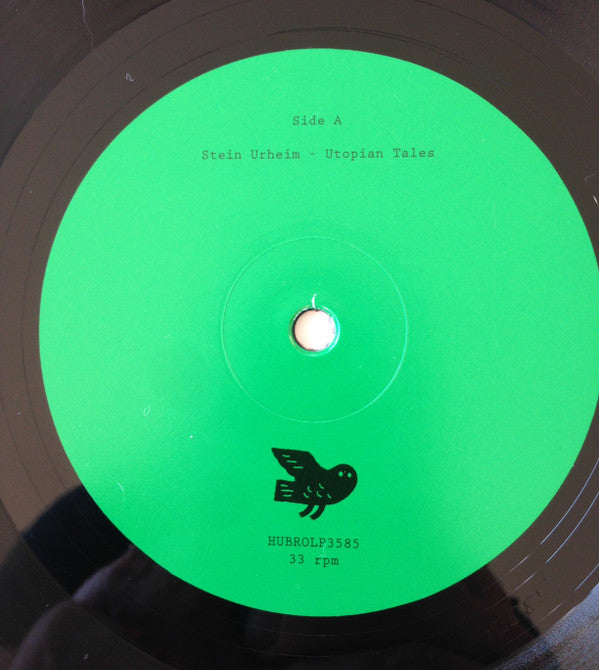 Side A
Stein Urheim - Utopian Tales
HUBROLP3585
33 rpm